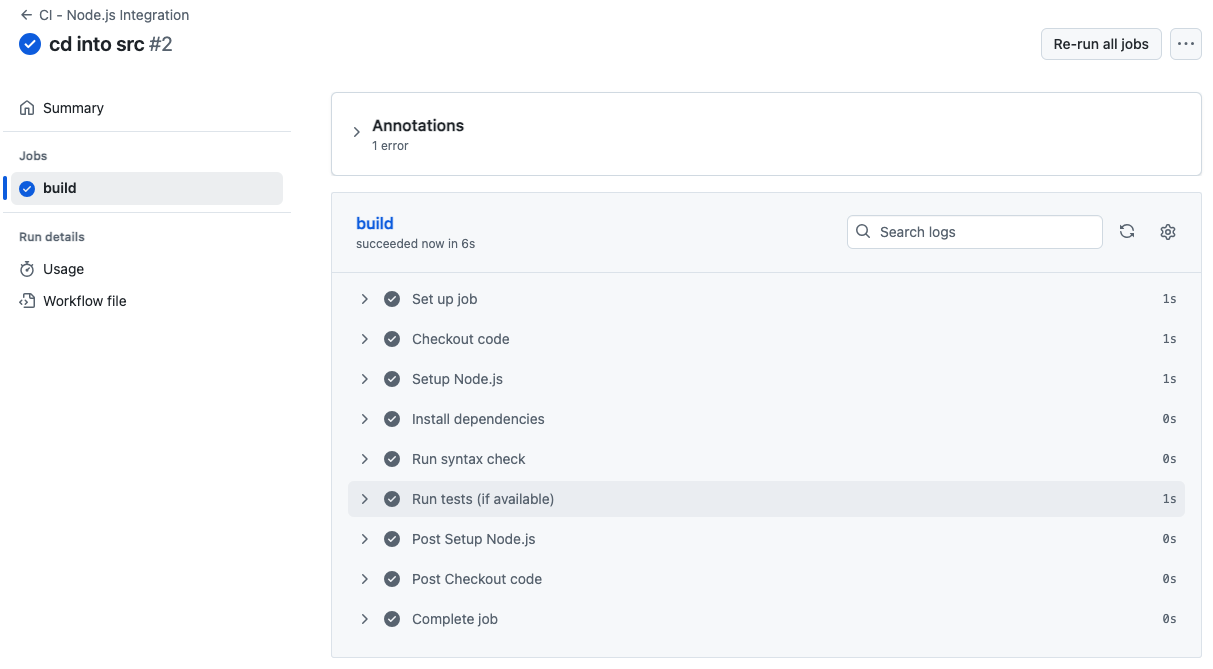 CI - Node.js Integration
cd into src #2
Re-run all jobs
Summary
Jobs
build
Run details
Usage
Workflow file
Annotations
1 error
build
succeeded now in 6s
Search logs
Set up job 1s
Checkout code 1s
Setup Node.js 1s
Install dependencies 0s
Run syntax check 0s
Run tests (if available) 1s
Post Setup Node.js 0s
Post Checkout code 0s
Complete job 0s